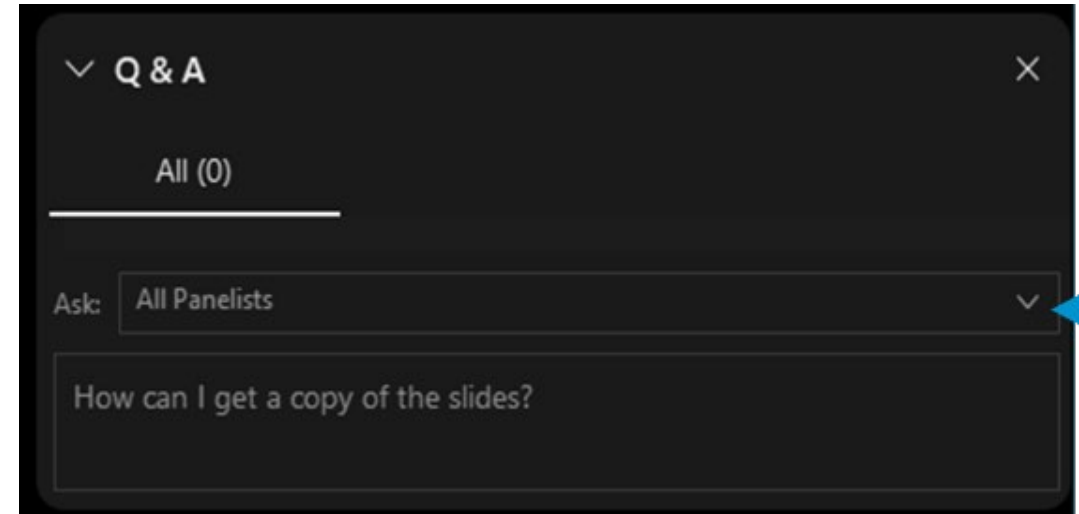 Q & A
All (0)
Ask: All Panelists
How can I get a copy of the slides?